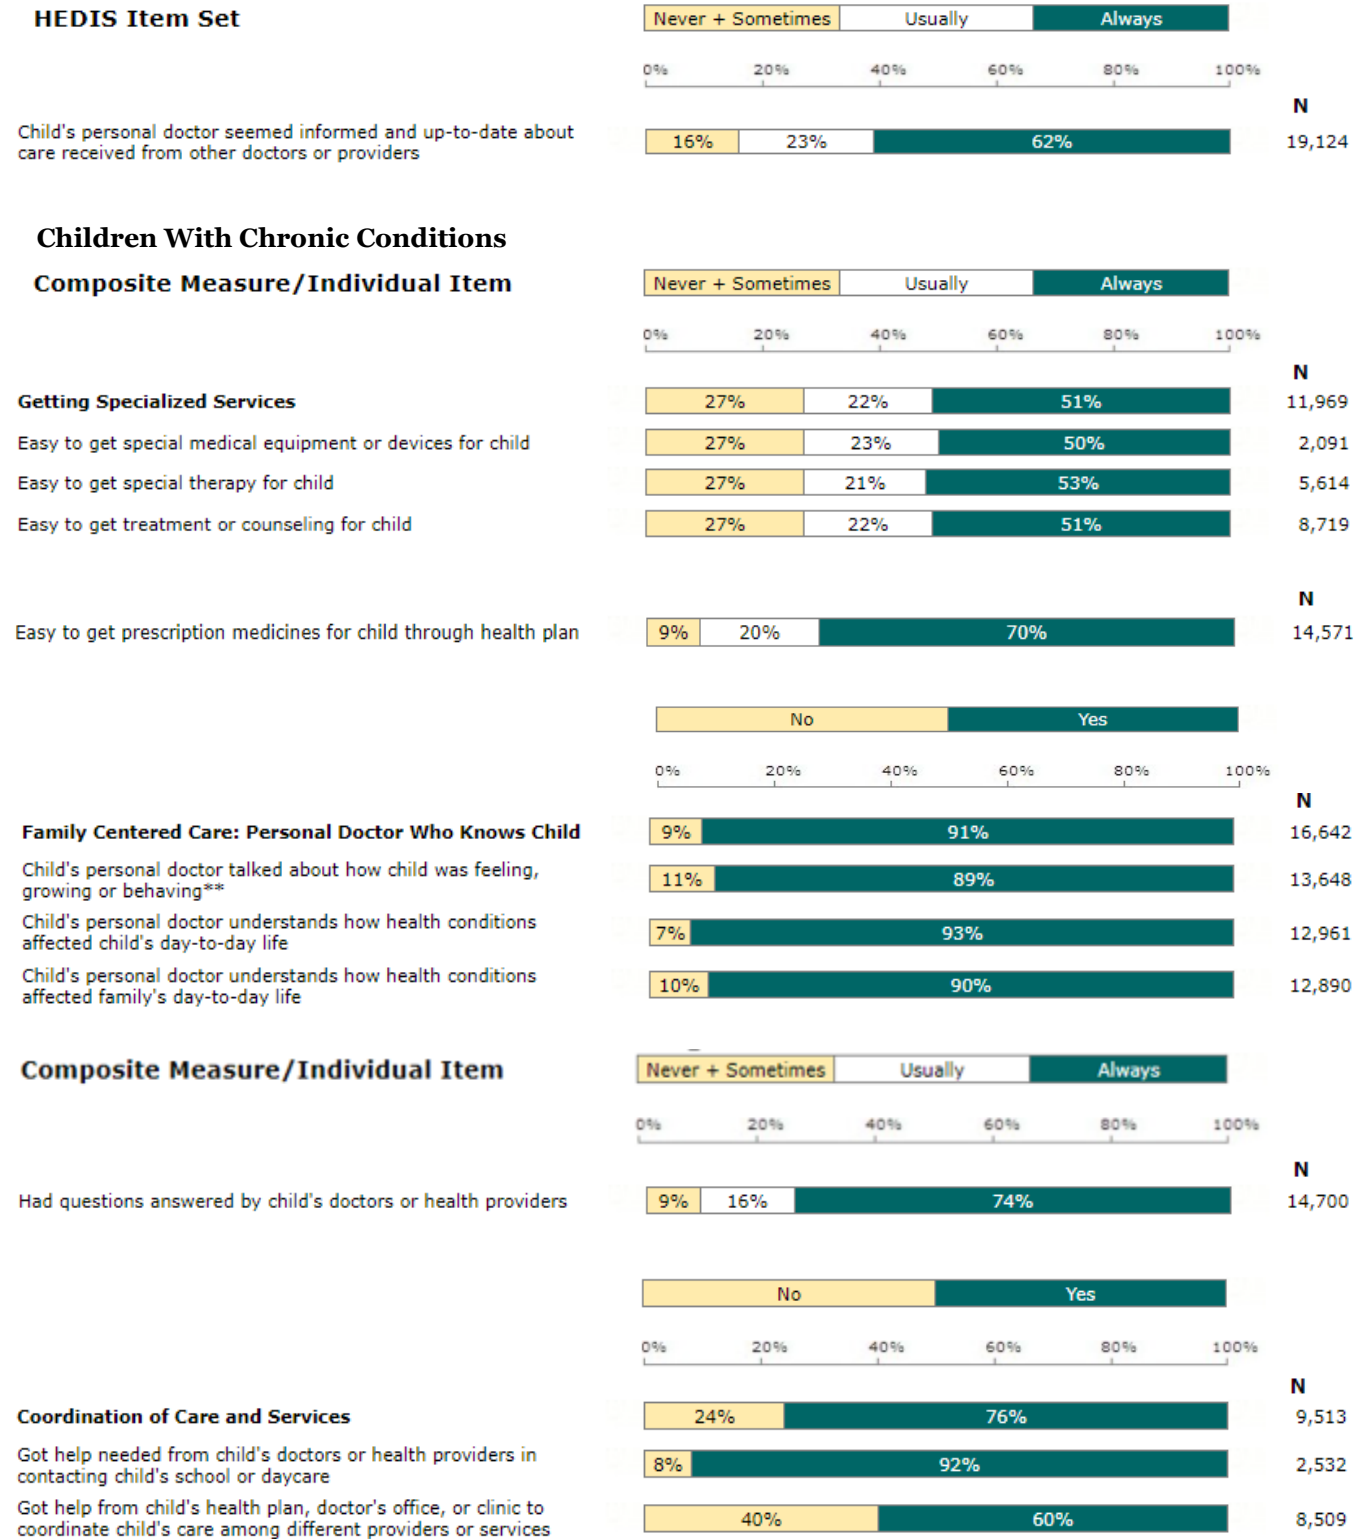 HEDIS Item Set
Never + Sometimes Usually Always
0% 20% 40% 60% 80% 100%
N
Child's personal doctor seemed informed and up-to-date about
care received from other doctors or providers
16% 23% 62% 19,124
Children With Chronic Conditions
Composite Measure/Individual Item
Never + Sometimes Usually Always
0% 20% 40% 60% 80% 100%
N
Getting Specialized Services 27% 22% 51% 11,969
Easy to get special medical equipment or devices for child 27% 23% 50% 2,091
Easy to get special therapy for child 27% 21% 53% 5,614
Easy to get treatment or counseling for child 27% 22% 51% 8,719
N
Easy to get prescription medicines for child through health plan 9% 20% 70% 14,571
No Yes
0% 20% 40% 60% 80% 100%
N
Family Centered Care: Personal Doctor Who Knows Child 9% 91% 16,642
Child's personal doctor talked about how child was feeling,
growing or behaving**
11% 89% 13,648
Child's personal doctor understands how health conditions
affected child's day-to-day life
7% 93% 12,961
Child's personal doctor understands how health conditions
affected family's day-to-day life
10% 90% 12,890
Composite Measure/Individual Item
Never + Sometimes Usually Always
0% 20% 40% 60% 80% 100%
N
Had questions answered by child's doctors or health providers 9% 16% 74% 14,700
No Yes
0% 20% 40% 60% 80% 100%
N
Coordination of Care and Services 24% 76% 9,513
Got help needed from child's doctors or health providers in
contacting child's school or daycare
8% 92% 2,532
Got help from child's health plan, doctor's office, or clinic to
coordinate child's care among different providers or services
40% 60% 8,509